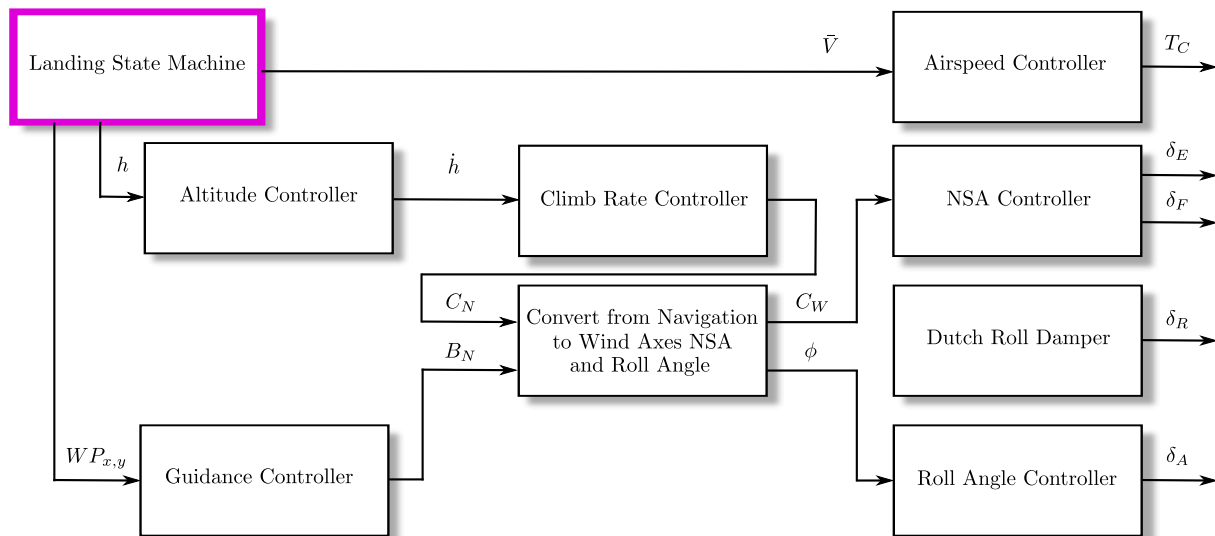 Landing State Machine
V̄
Airspeed Controller
T_C
h
Altitude Controller
ḣ
Climb Rate Controller
NSA Controller
δ_E
δ_F
C_N
B_N
Convert from Navigation
to Wind Axes NSA
and Roll Angle
C_W
ϕ
Dutch Roll Damper
δ_R
WP_{x,y}
Guidance Controller
Roll Angle Controller
δ_A